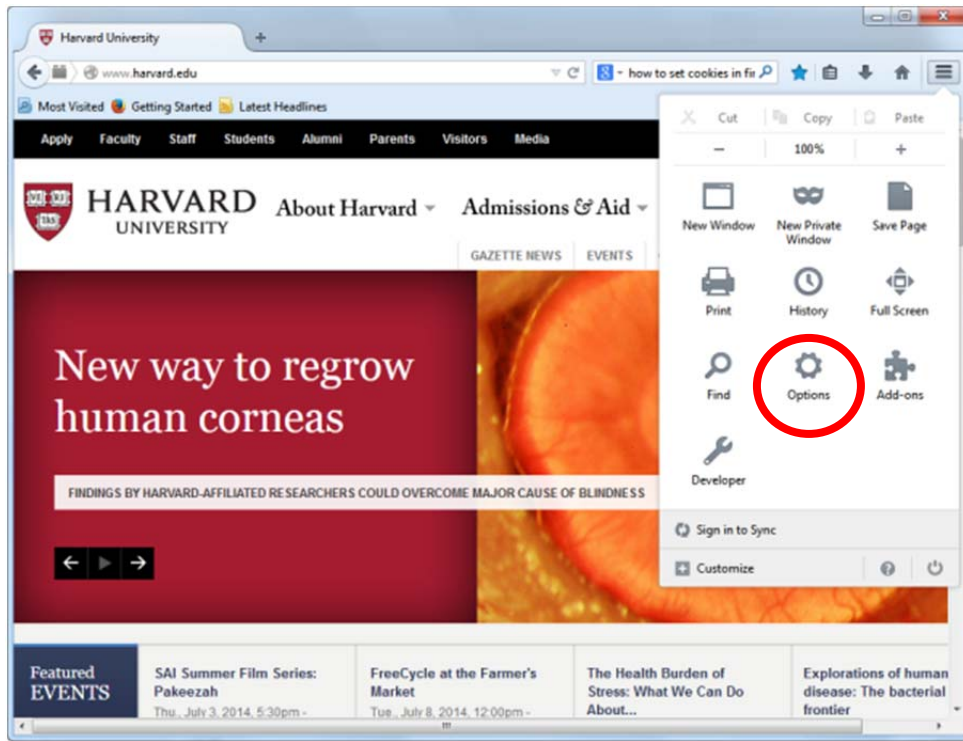 Harvard University
www.harvard.edu
how to set cookies in fir
Most Visited Getting Started Latest Headlines
Apply Faculty Staff Students Alumni Parents Visitors Media
HARVARD
UNIVERSITY
About Harvard Admissions & Aid
GAZETTE NEWS EVENTS
New way to regrow
human corneas
FINDINGS BY HARVARD-AFFILIATED RESEARCHERS COULD OVERCOME MAJOR CAUSE OF BLINDNESS
Cut Copy Paste
− 100% +
New Window New Private Window Save Page
Print History Full Screen
Find Options Add-ons
Developer
Sign in to Sync
Customize
Featured
EVENTS
SAI Summer Film Series:
Pakeezah
Thu., July 3, 2014, 5:30pm -
FreeCycle at the Farmer's
Market
Tue., July 8, 2014, 12:00pm -
The Health Burden of
Stress: What We Can Do
About...
Explorations of human
disease: The bacterial
frontier